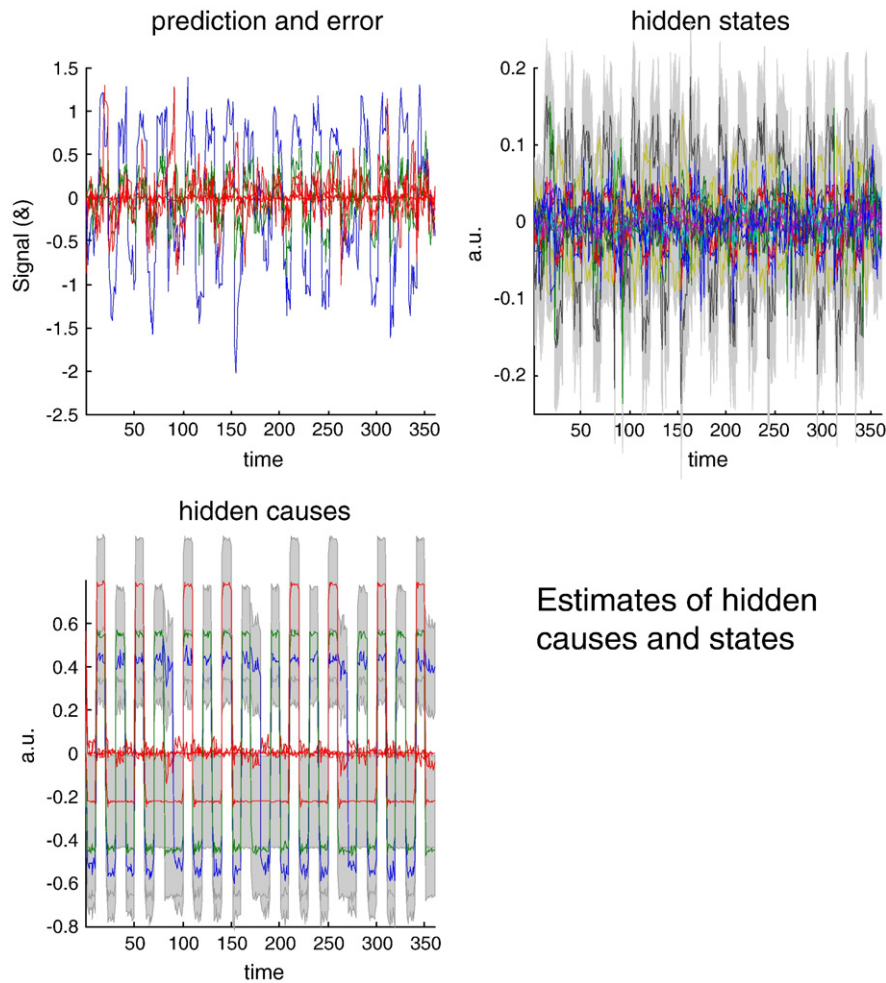 prediction and error
1.5
1
0.5
0
-0.5
-1
-1.5
-2
-2.5
Signal (&)
50 100 150 200 250 300 350
time
hidden states
0.2
0.1
0
-0.1
-0.2
a.u.
50 100 150 200 250 300 350
time
hidden causes
0.6
0.4
0.2
0
-0.2
-0.4
-0.6
-0.8
a.u.
50 100 150 200 250 300 350
time
Estimates of hidden
causes and states